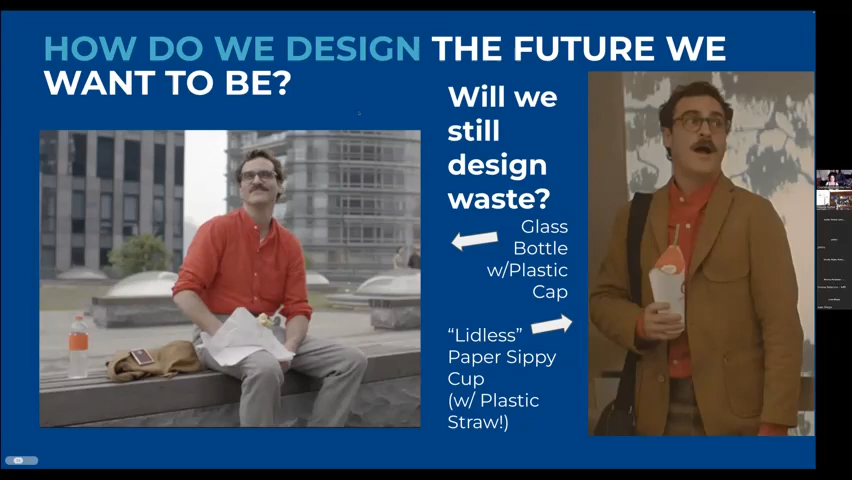 HOW DO WE DESIGN THE FUTURE WE
WANT TO BE?
Will we
still
design
waste?
Glass
Bottle
w/Plastic
Cap
“Lidless”
Paper Sippy
Cup
(w/ Plastic
Straw!)